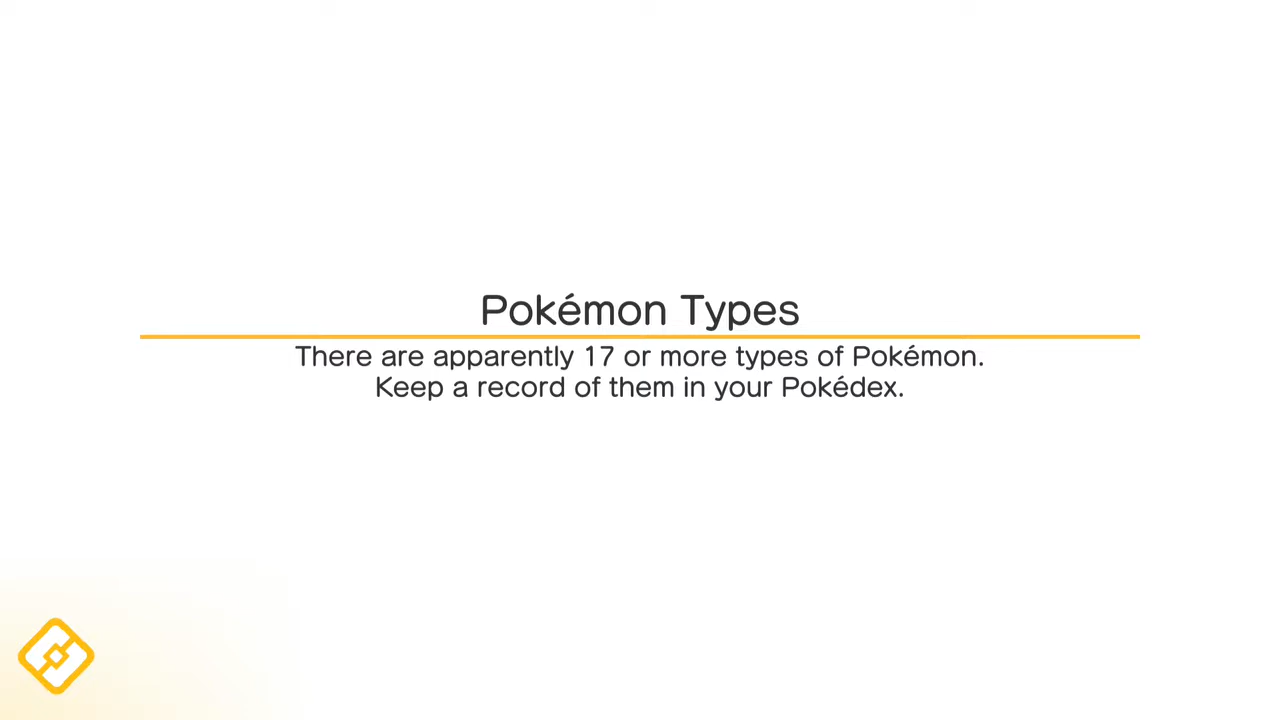 Pokémon Types
There are apparently 17 or more types of Pokémon.
Keep a record of them in your Pokédex.